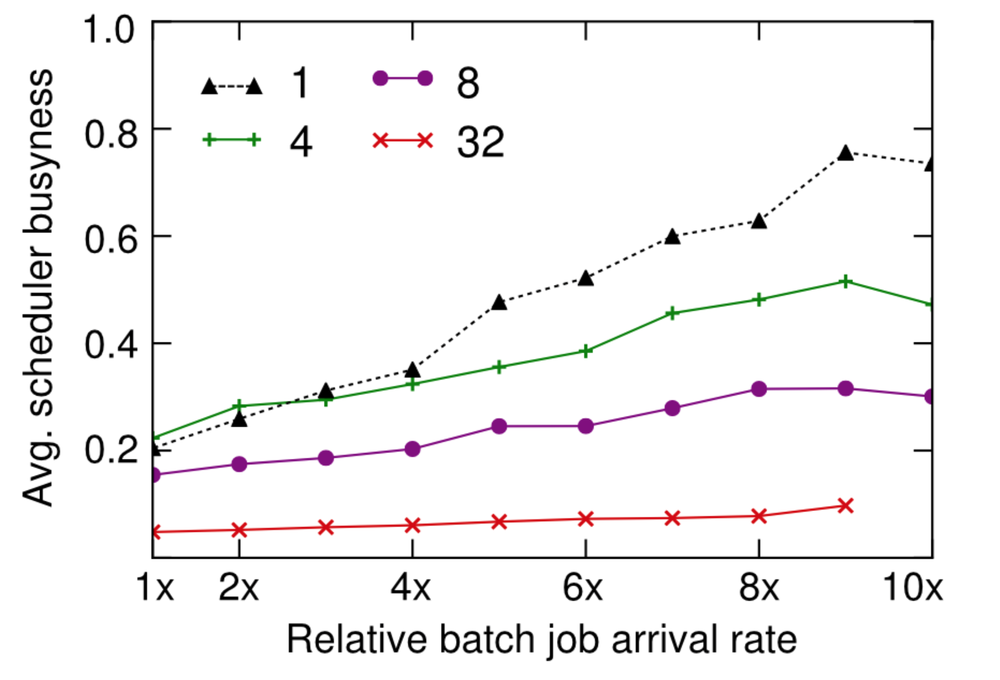 1.0
0.8
0.6
0.4
0.2
Avg. scheduler busyness
1 8
4 32
1x 2x 4x 6x 8x 10x
Relative batch job arrival rate